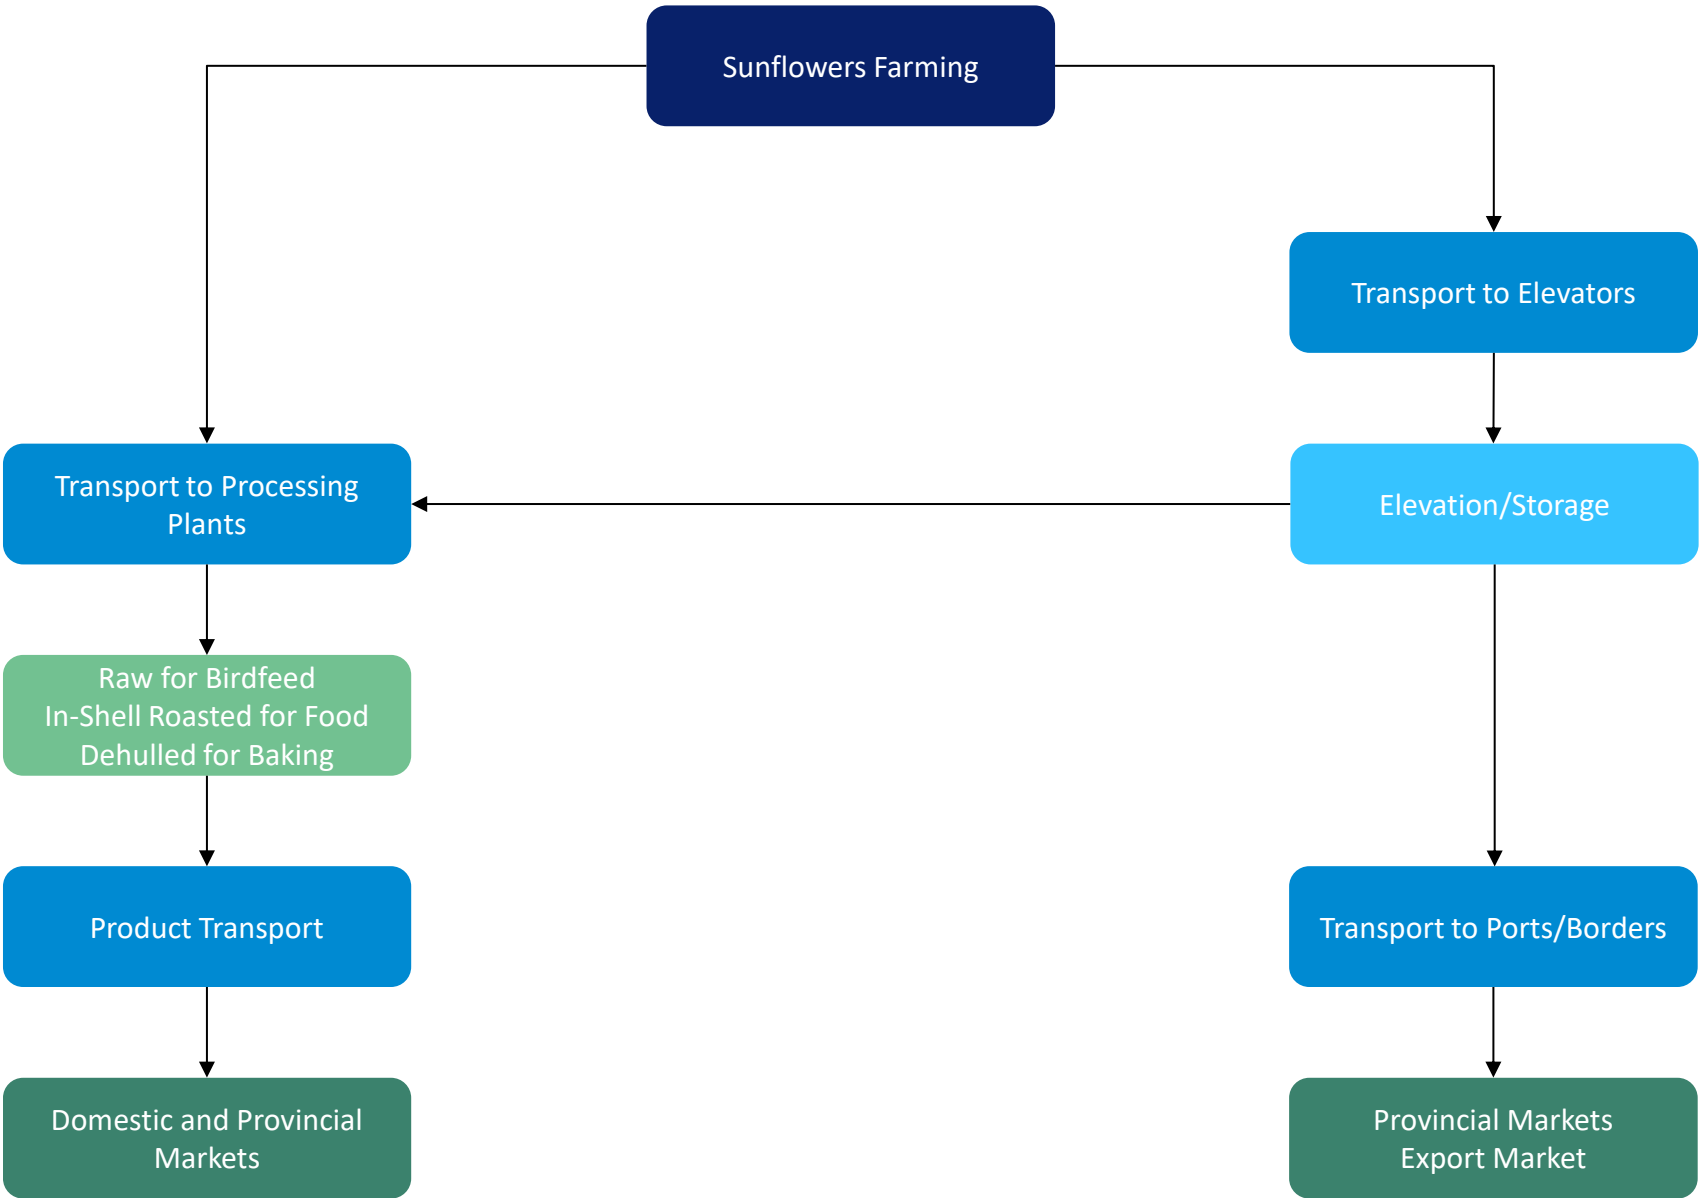 Sunflowers Farming
Transport to Elevators
Transport to Processing
Plants
Elevation/Storage
Raw for Birdfeed
In-Shell Roasted for Food
Dehulled for Baking
Product Transport
Transport to Ports/Borders
Domestic and Provincial
Markets
Provincial Markets
Export Market